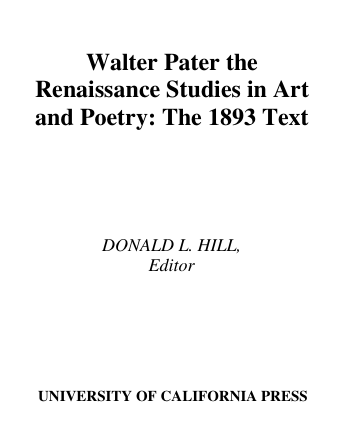 Walter Pater the
Renaissance Studies in Art
and Poetry: The 1893 Text
DONALD L. HILL,
Editor
UNIVERSITY OF CALIFORNIA PRESS